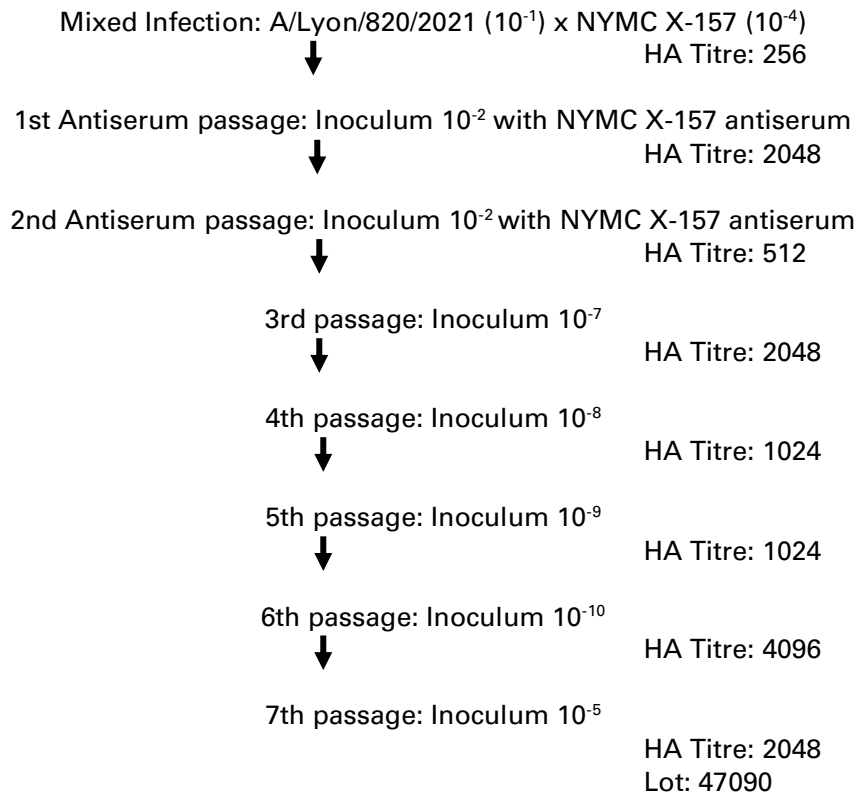 Mixed Infection: A/Lyon/820/2021 (10⁻¹) x NYMC X-157 (10⁻⁴)
HA Titre: 256
1st Antiserum passage: Inoculum 10⁻² with NYMC X-157 antiserum
HA Titre: 2048
2nd Antiserum passage: Inoculum 10⁻² with NYMC X-157 antiserum
HA Titre: 512
3rd passage: Inoculum 10⁻⁷
HA Titre: 2048
4th passage: Inoculum 10⁻⁸
HA Titre: 1024
5th passage: Inoculum 10⁻⁹
HA Titre: 1024
6th passage: Inoculum 10⁻¹⁰
HA Titre: 4096
7th passage: Inoculum 10⁻⁵
HA Titre: 2048
Lot: 47090